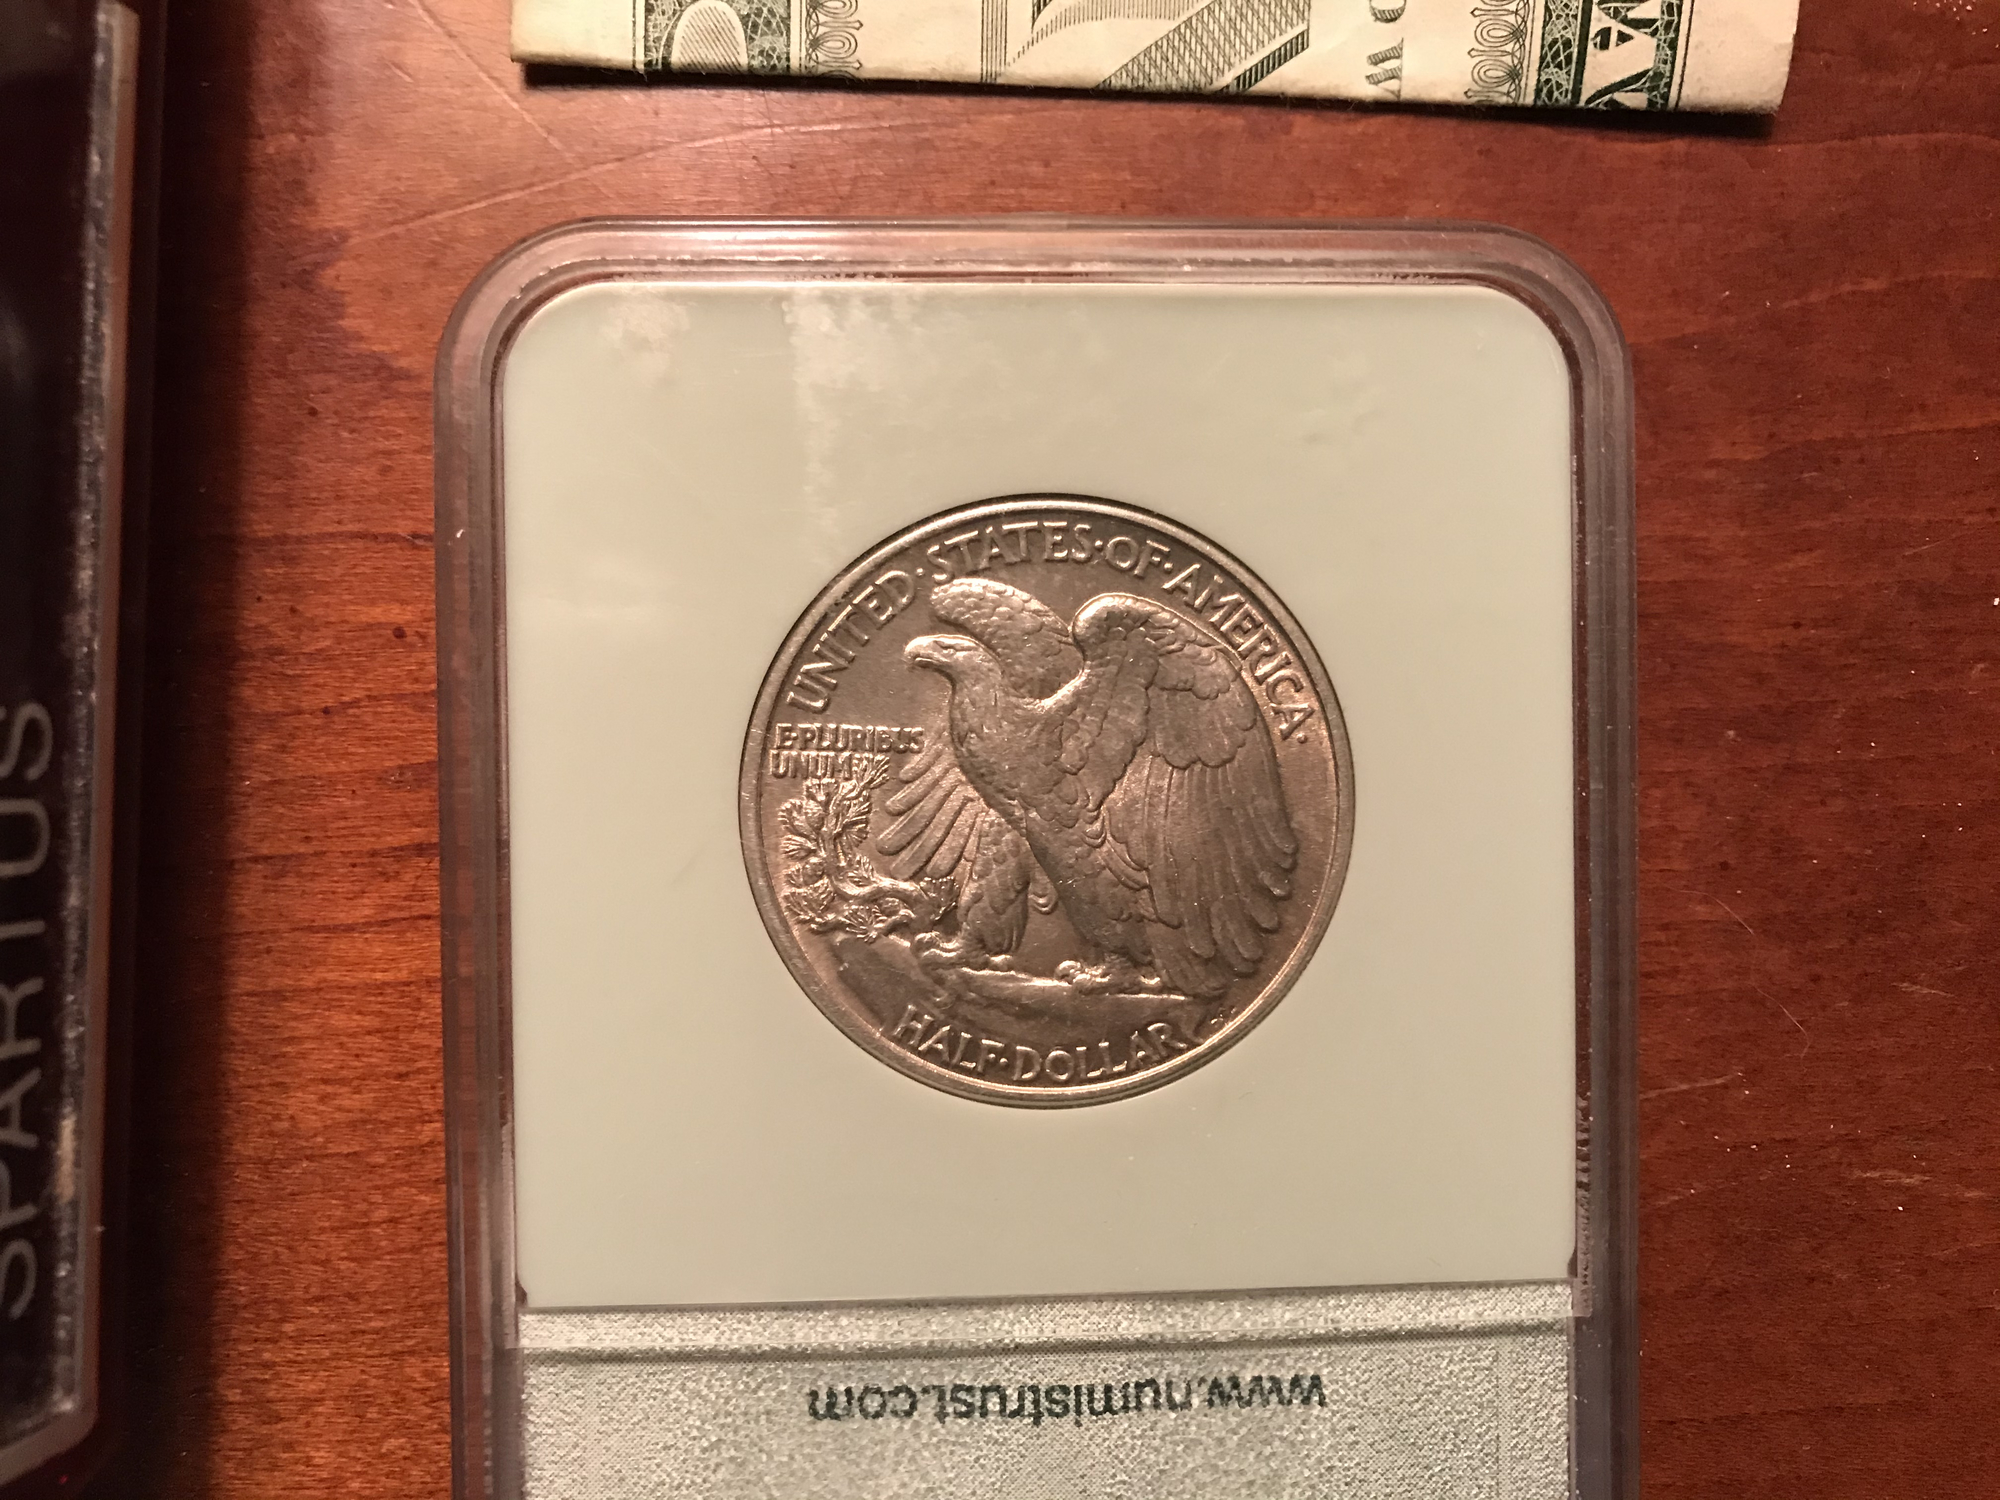 UNITED·STATES·OF·AMERICA·
E·PLURIBUS
UNUM
HALF·DOLLAR
www.numistrust.com
SPARTUS